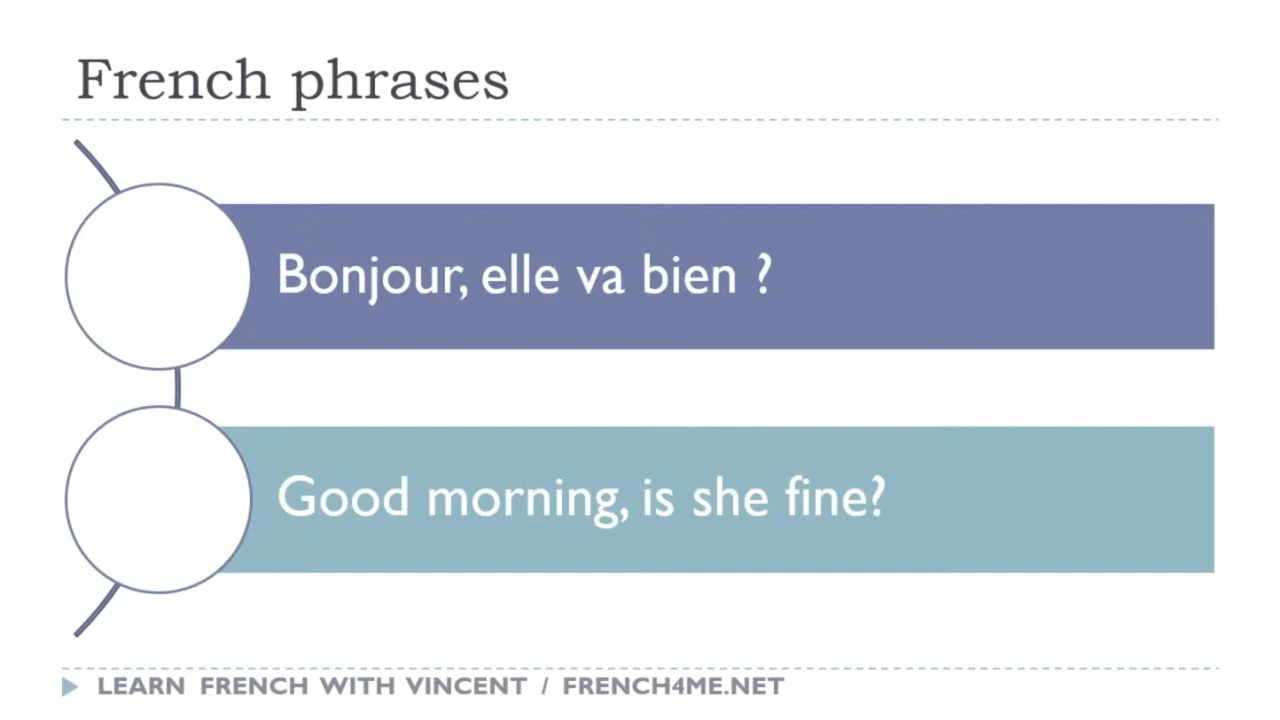 French phrases
Bonjour, elle va bien ?
Good morning, is she fine?
LEARN FRENCH WITH VINCENT / FRENCH4ME.NET